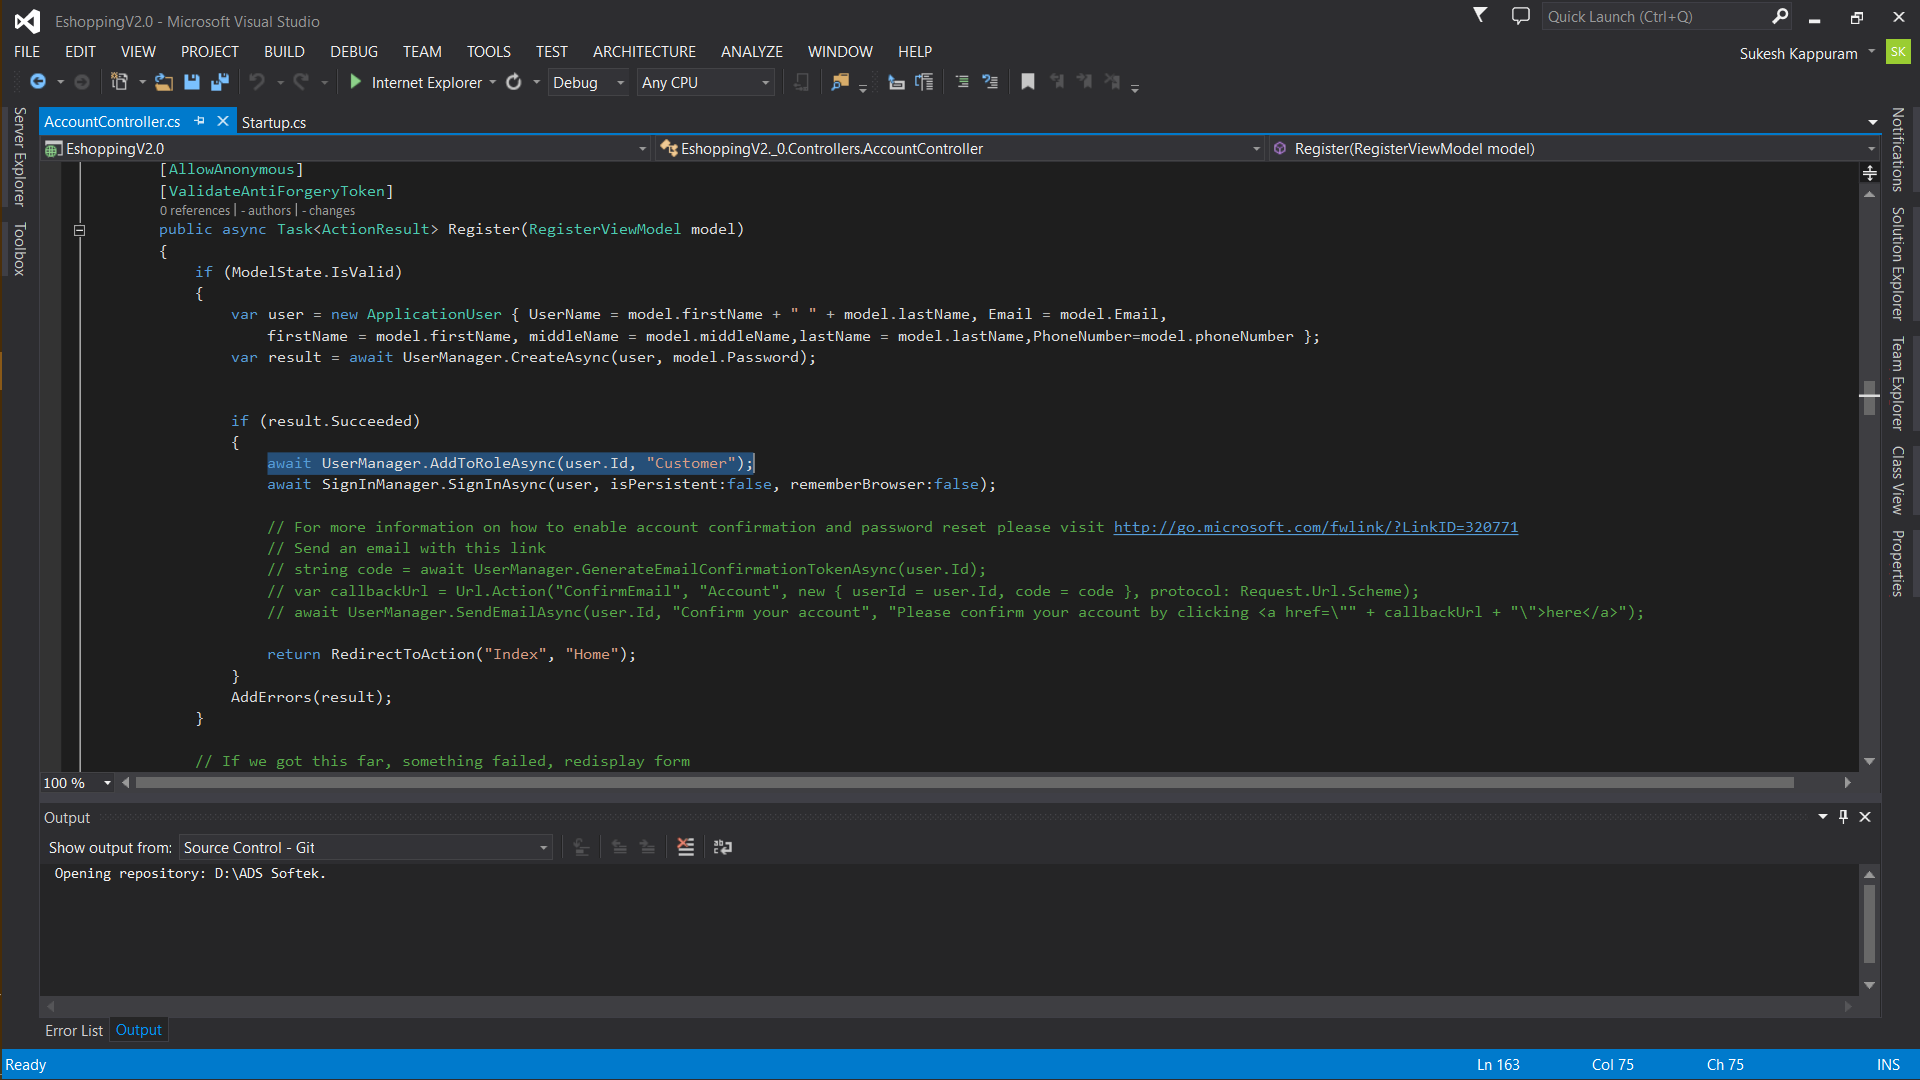 EshoppingV2.0 - Microsoft Visual Studio
Quick Launch (Ctrl+Q)
FILE EDIT VIEW PROJECT BUILD DEBUG TEAM TOOLS TEST ARCHITECTURE ANALYZE WINDOW HELP
Sukesh Kappuram SK
Internet Explorer Debug Any CPU
Server Explorer
Toolbox
AccountController.cs Startup.cs
EshoppingV2.0 EshoppingV2._0.Controllers.AccountController Register(RegisterViewModel model)
[AllowAnonymous]
[ValidateAntiForgeryToken]
0 references | - authors | - changes
public async Task<ActionResult> Register(RegisterViewModel model)
{
if (ModelState.IsValid)
{
var user = new ApplicationUser { UserName = model.firstName + " " + model.lastName, Email = model.Email,
firstName = model.firstName, middleName = model.middleName,lastName = model.lastName,PhoneNumber=model.phoneNumber };
var result = await UserManager.CreateAsync(user, model.Password);
if (result.Succeeded)
{
await UserManager.AddToRoleAsync(user.Id, "Customer");
await SignInManager.SignInAsync(user, isPersistent:false, rememberBrowser:false);
// For more information on how to enable account confirmation and password reset please visit http://go.microsoft.com/fwlink/?LinkID=320771
// Send an email with this link
// string code = await UserManager.GenerateEmailConfirmationTokenAsync(user.Id);
// var callbackUrl = Url.Action("ConfirmEmail", "Account", new { userId = user.Id, code = code }, protocol: Request.Url.Scheme);
// await UserManager.SendEmailAsync(user.Id, "Confirm your account", "Please confirm your account by clicking <a href=\"" + callbackUrl + "\">here</a>");
return RedirectToAction("Index", "Home");
}
AddErrors(result);
}
// If we got this far, something failed, redisplay form
100 %
Notifications
Solution Explorer
Team Explorer
Class View
Properties
Output
Show output from: Source Control - Git
Opening repository: D:\ADS Softek.
Error List Output
Ready Ln 163 Col 75 Ch 75 INS